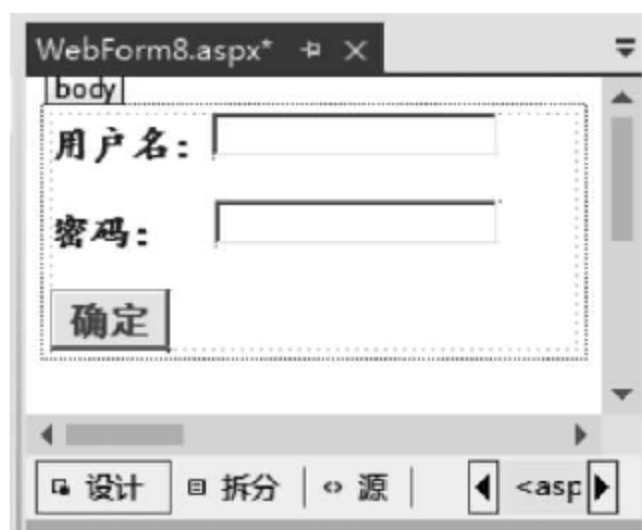 WebForm8.aspx*
body
用户名：
密码：
确定
设计 拆分 源 <asp